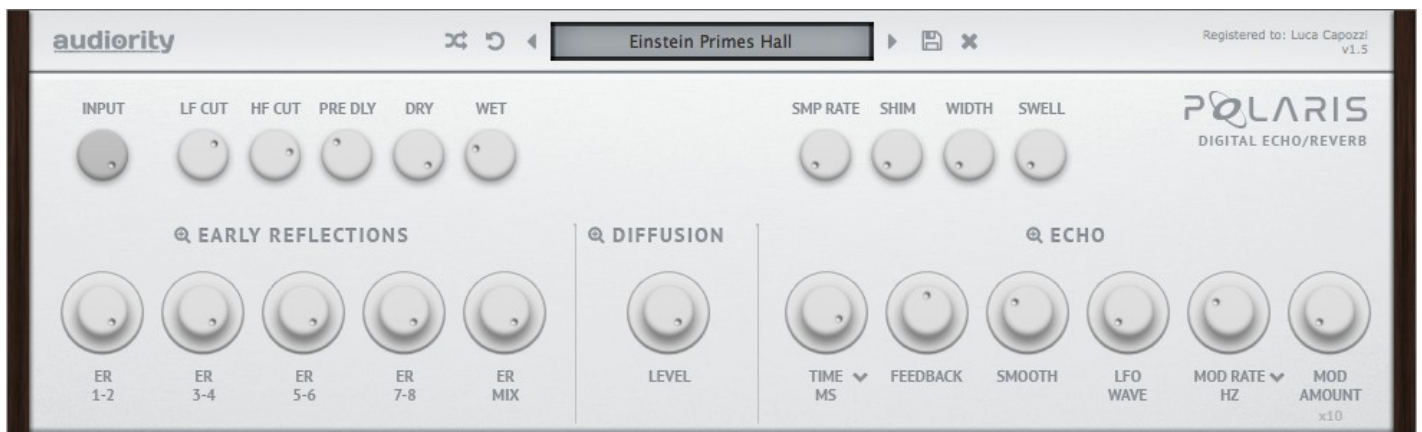 audiority
Einstein Primes Hall
Registered to: Luca Capozzi
v1.5
INPUT LF CUT HF CUT PRE DLY DRY WET SMP RATE SHIM WIDTH SWELL
POLARIS
DIGITAL ECHO/REVERB
EARLY REFLECTIONS DIFFUSION ECHO
ER ER ER ER ER LEVEL TIME FEEDBACK SMOOTH LFO MOD RATE MOD
1-2 3-4 5-6 7-8 MIX MS WAVE HZ AMOUNT
x10